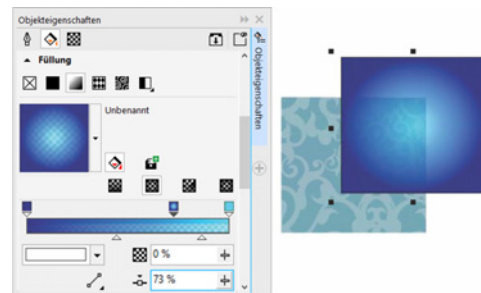 Objekteigenschaften
Füllung
Unbenannt
0 %
73 %
Objekteigenschaften